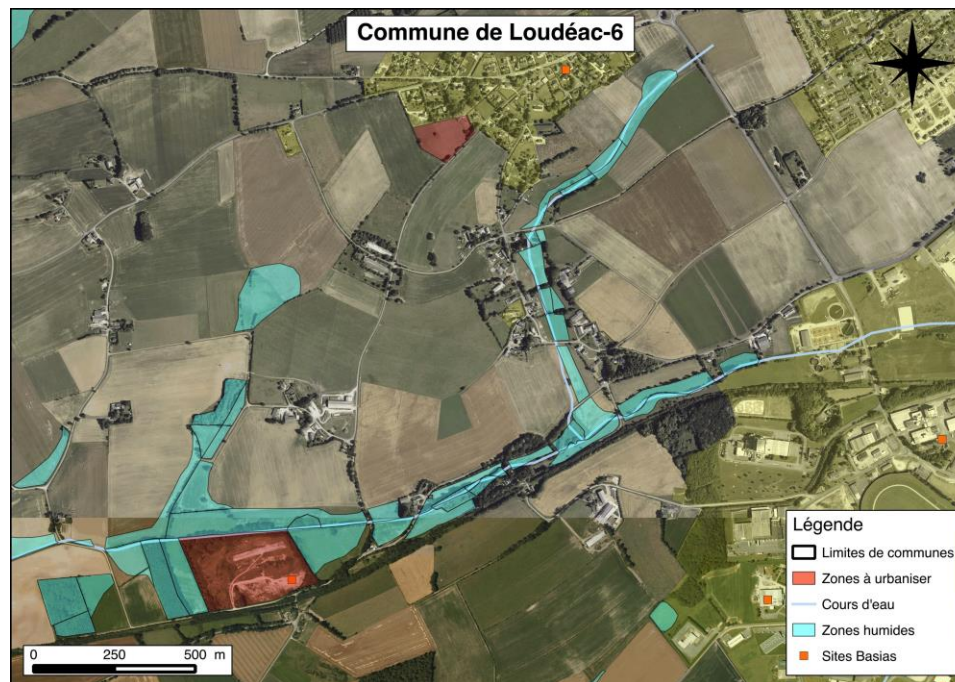 Commune de Loudéac-6
Légende
Limites de communes
Zones à urbaniser
Cours d'eau
Zones humides
Sites Basias
0 250 500 m